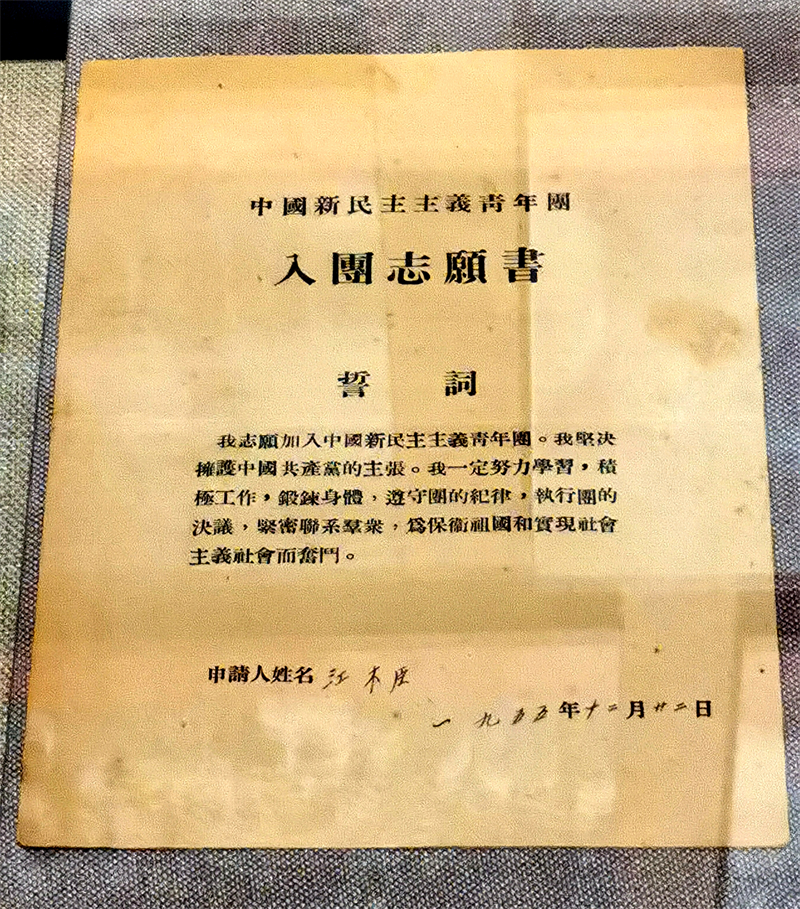 中國新民主主義青年團
入團志願書
誓詞
我志願加入中國新民主主義青年團。我堅決
擁護中國共產黨的主張。我一定努力學習，積
極工作，鍛鍊身體，遵守團的紀律，執行團的
決議，緊密聯系羣衆，爲保衞祖國和實現社會
主義社會而奮鬥。
申請人姓名 江木
一九五五年十二月廿二日